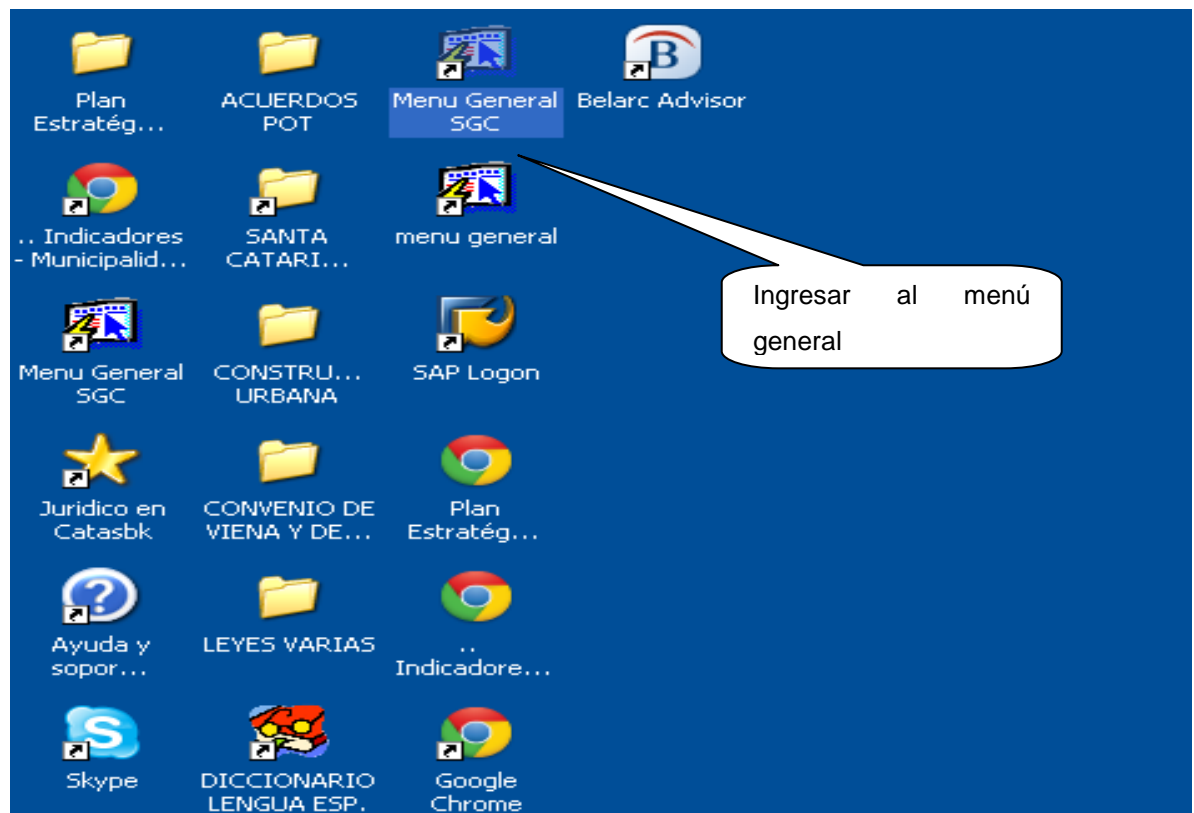 Plan
Estratég...
ACUERDOS
POT
Menu General
SGC
Belarc Advisor
.. Indicadores
- Municipalid...
SANTA
CATARI...
menu general
Ingresar al menú
general
Menu General
SGC
CONSTRU...
URBANA
SAP Logon
Juridico en
Catasbk
CONVENIO DE
VIENA Y DE...
Plan
Estratég...
Ayuda y
sopor...
LEYES VARIAS
..
Indicadore...
Skype
DICCIONARIO
LENGUA ESP.
Google
Chrome